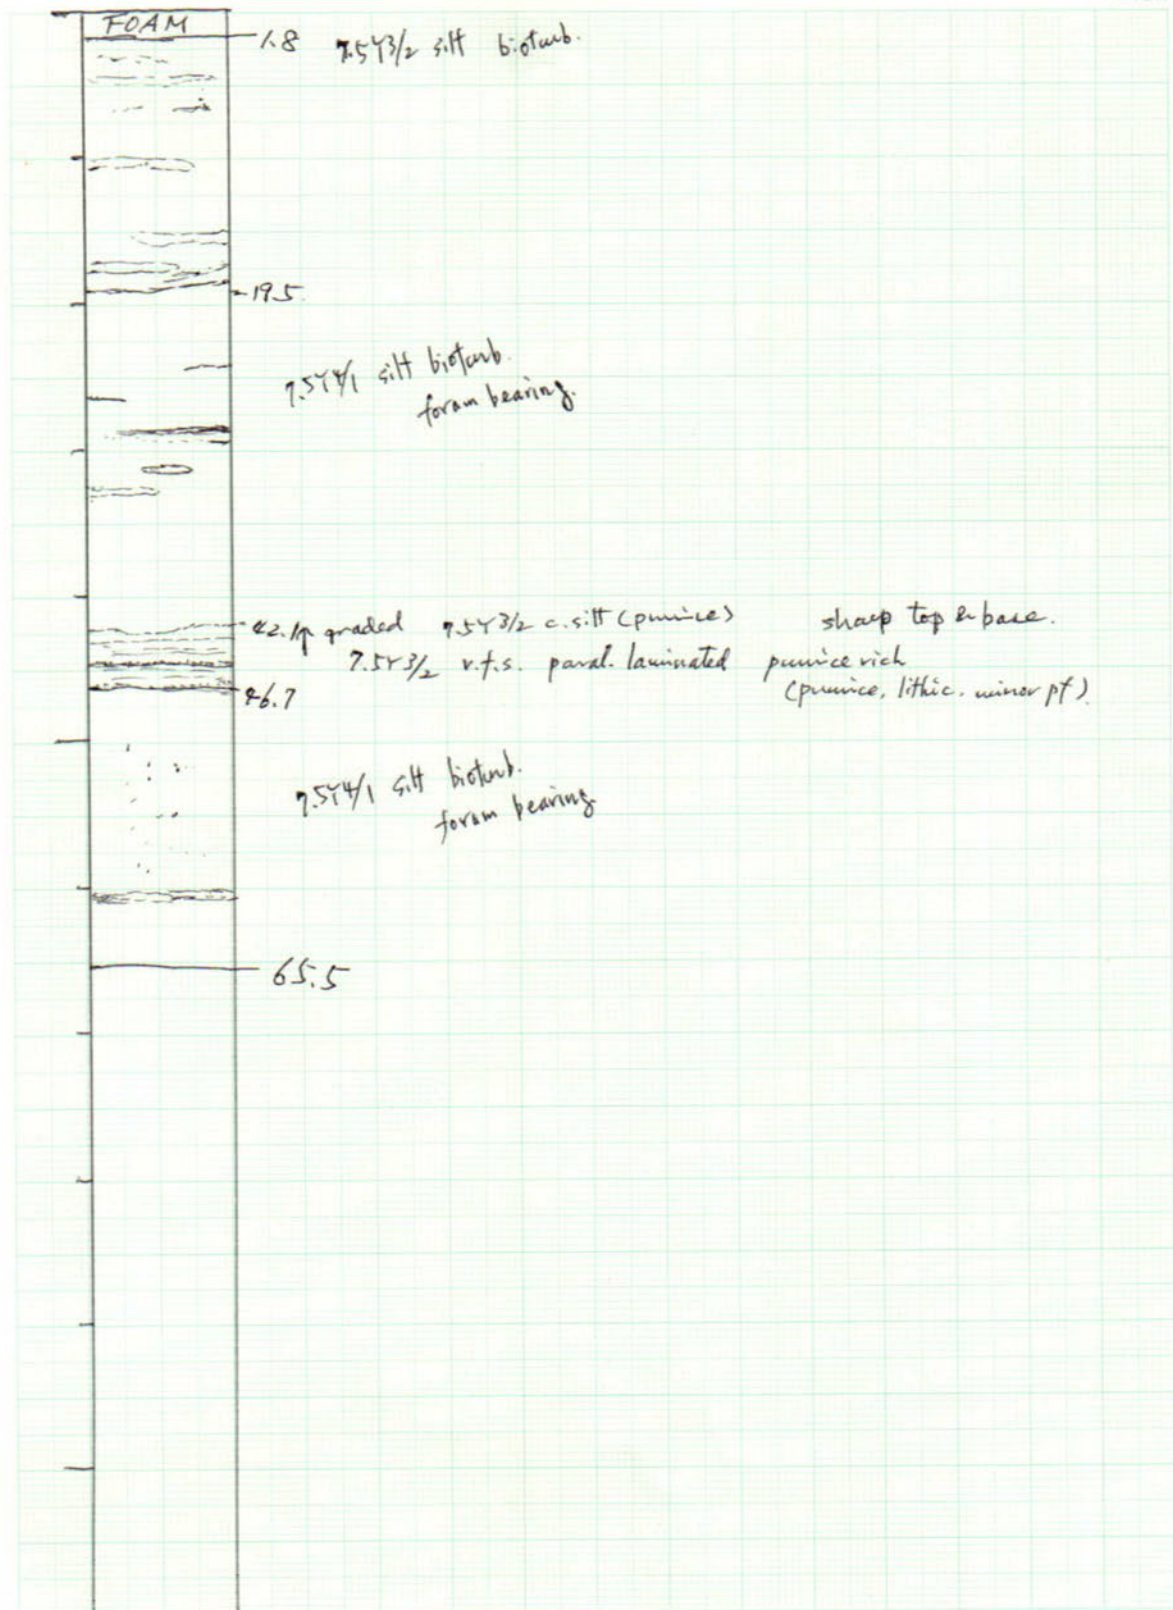 FOAM
1.8 7.5Y3/2 silt bioturb.
19.5
7.5Y4/1 silt bioturb.
foram bearing.
42.1 graded 7.5Y3/2 c. silt (pumice) sharp top & base.
7.5Y3/2 v.f.s. paral. laminated pumice rich
46.7 (pumice, lithic. minor pf).
7.5Y4/1 silt bioturb.
foram bearing
65.5